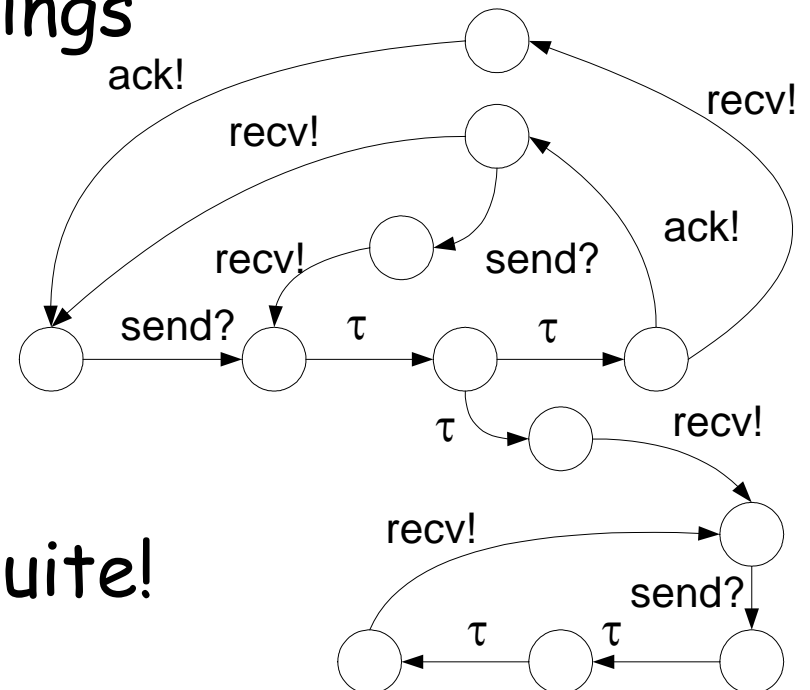 ings
ack!
recv!
recv!
ack!
recv!
send?
send?
τ
τ
τ
recv!
recv!
uite!
send?
τ
τ